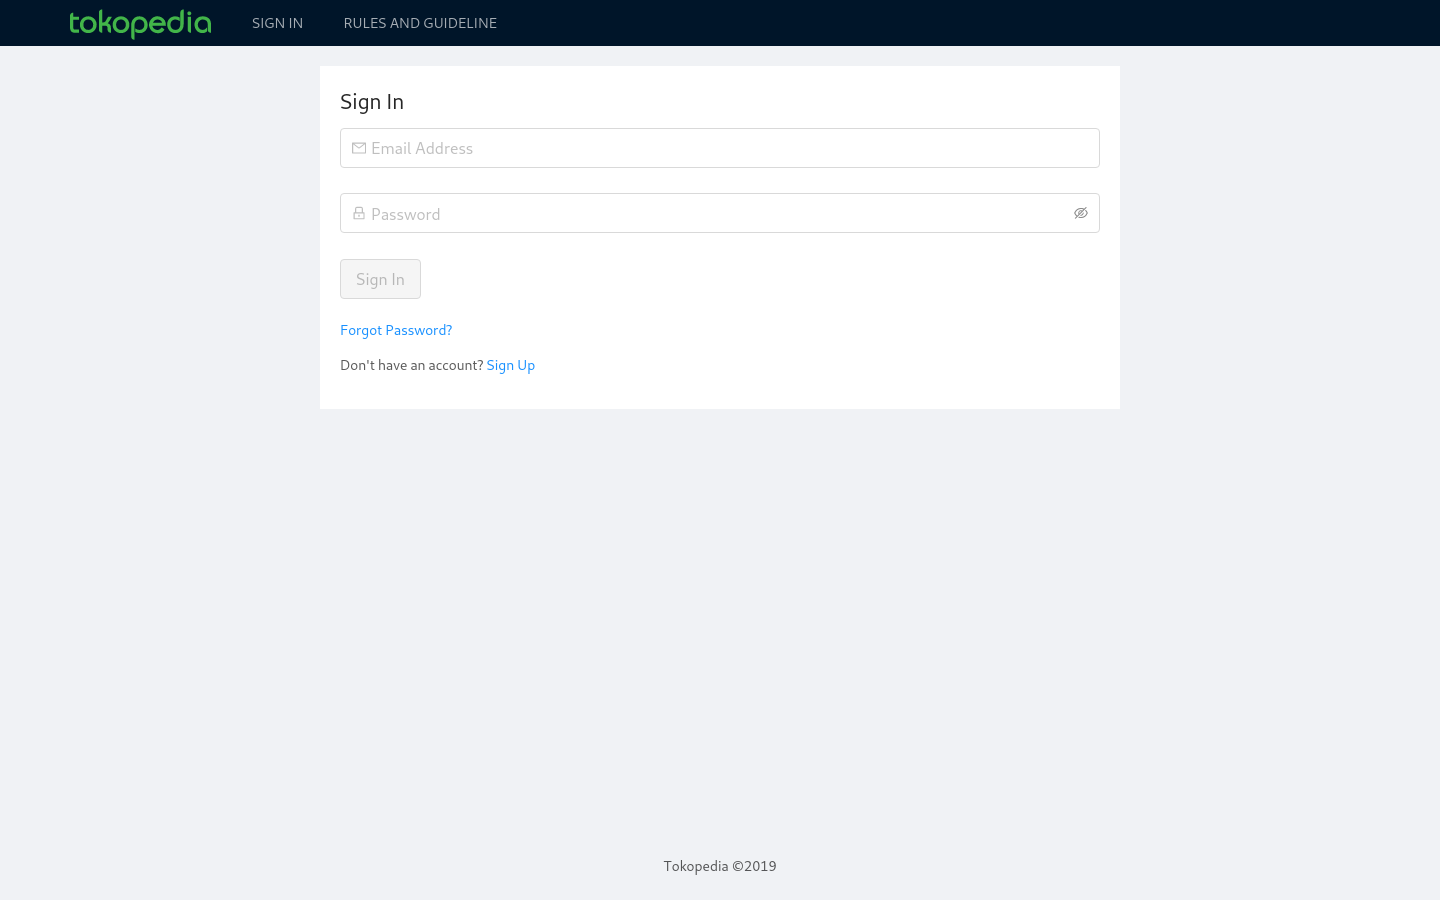 tokopedia SIGN IN RULES AND GUIDELINE
Sign In
Email Address
Password
Sign In
Forgot Password?
Don't have an account? Sign Up
Tokopedia ©2019